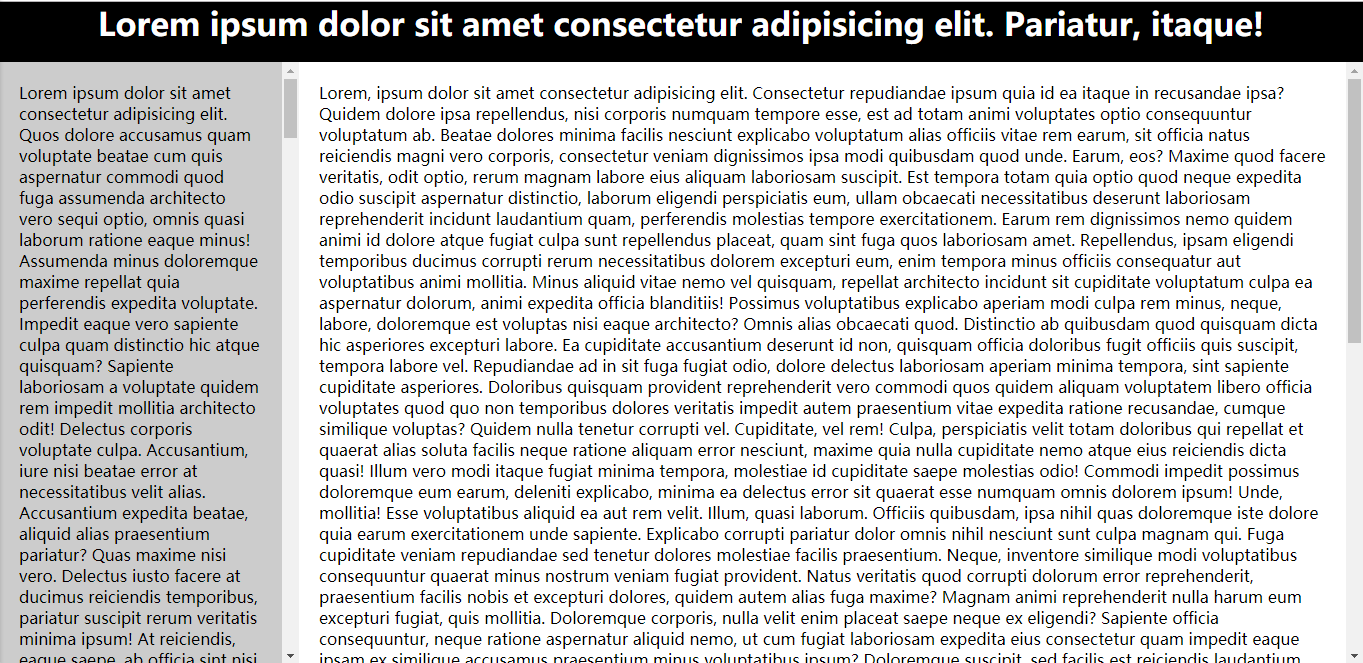 Lorem ipsum dolor sit amet consectetur adipisicing elit. Pariatur, itaque!
Lorem ipsum dolor sit amet
consectetur adipisicing elit.
Quos dolore accusamus quam
voluptate beatae cum quis
aspernatur commodi quod
fuga assumenda architecto
vero sequi optio, omnis quasi
laborum ratione eaque minus!
Assumenda minus doloremque
maxime repellat quia
perferendis expedita voluptate.
Impedit eaque vero sapiente
culpa quam distinctio hic atque
quisquam? Sapiente
laboriosam a voluptate quidem
rem impedit mollitia architecto
odit! Delectus corporis
voluptate culpa. Accusantium,
iure nisi beatae error at
necessitatibus velit alias.
Accusantium expedita beatae,
aliquid alias praesentium
pariatur? Quas maxime nisi
vero. Delectus iusto facere at
ducimus reiciendis temporibus,
pariatur suscipit rerum veritatis
minima ipsum! At reiciendis,
eaque saepe, ab officia sint nisi
Lorem, ipsum dolor sit amet consectetur adipisicing elit. Consectetur repudiandae ipsum quia id ea itaque in recusandae ipsa?
Quidem dolore ipsa repellendus, nisi corporis numquam tempore esse, est ad totam animi voluptates optio consequuntur
voluptatum ab. Beatae dolores minima facilis nesciunt explicabo voluptatum alias officiis vitae rem earum, sit officia natus
reiciendis magni vero corporis, consectetur veniam dignissimos ipsa modi quibusdam quod unde. Earum, eos? Maxime quod facere
veritatis, odit optio, rerum magnam labore eius aliquam laboriosam suscipit. Est tempora totam quia optio quod neque expedita
odio suscipit aspernatur distinctio, laborum eligendi perspiciatis eum, ullam obcaecati necessitatibus deserunt laboriosam
reprehenderit incidunt laudantium quam, perferendis molestias tempore exercitationem. Earum rem dignissimos nemo quidem
animi id dolore atque fugiat culpa sunt repellendus placeat, quam sint fuga quos laboriosam amet. Repellendus, ipsam eligendi
temporibus ducimus corrupti rerum necessitatibus dolorem excepturi eum, enim tempora minus officiis consequatur aut
voluptatibus animi mollitia. Minus aliquid vitae nemo vel quisquam, repellat architecto incidunt sit cupiditate voluptatum culpa ea
aspernatur dolorum, animi expedita officia blanditiis! Possimus voluptatibus explicabo aperiam modi culpa rem minus, neque,
labore, doloremque est voluptas nisi eaque architecto? Omnis alias obcaecati quod. Distinctio ab quibusdam quod quisquam dicta
hic asperiores excepturi labore. Ea cupiditate accusantium deserunt id non, quisquam officia doloribus fugit officiis quis suscipit,
tempora labore vel. Repudiandae ad in sit fuga fugiat odio, dolore delectus laboriosam aperiam minima tempora, sint sapiente
cupiditate asperiores. Doloribus quisquam provident reprehenderit vero commodi quos quidem aliquam voluptatem libero officia
voluptates quod quo non temporibus dolores veritatis impedit autem praesentium vitae expedita ratione recusandae, cumque
similique voluptas? Quidem nulla tenetur corrupti vel. Cupiditate, vel rem! Culpa, perspiciatis velit totam doloribus qui repellat et
quaerat alias soluta facilis neque ratione aliquam error nesciunt, maxime quia nulla cupiditate nemo atque eius reiciendis dicta
quasi! Illum vero modi itaque fugiat minima tempora, molestiae id cupiditate saepe molestias odio! Commodi impedit possimus
doloremque eum earum, deleniti explicabo, minima ea delectus error sit quaerat esse numquam omnis dolorem ipsum! Unde,
mollitia! Esse voluptatibus aliquid ea aut rem velit. Illum, quasi laborum. Officiis quibusdam, ipsa nihil quas doloremque iste dolore
quia earum exercitationem unde sapiente. Explicabo corrupti pariatur dolor omnis nihil nesciunt sunt culpa magnam qui. Fuga
cupiditate veniam repudiandae sed tenetur dolores molestiae facilis praesentium. Neque, inventore similique modi voluptatibus
consequuntur quaerat minus nostrum veniam fugiat provident. Natus veritatis quod corrupti dolorum error reprehenderit,
praesentium facilis nobis et excepturi dolores, quidem autem alias fuga maxime? Magnam animi reprehenderit nulla harum eum
excepturi fugiat, quis mollitia. Doloremque corporis, nulla velit enim placeat saepe neque ex eligendi? Sapiente officia
consequuntur, neque ratione aspernatur aliquid nemo, ut cum fugiat laboriosam expedita eius consectetur quam impedit eaque
ipsam ex similique accusamus praesentium minus voluptatibus ipsum? Doloremque suscipit, sed facilis est reiciendis laudantium